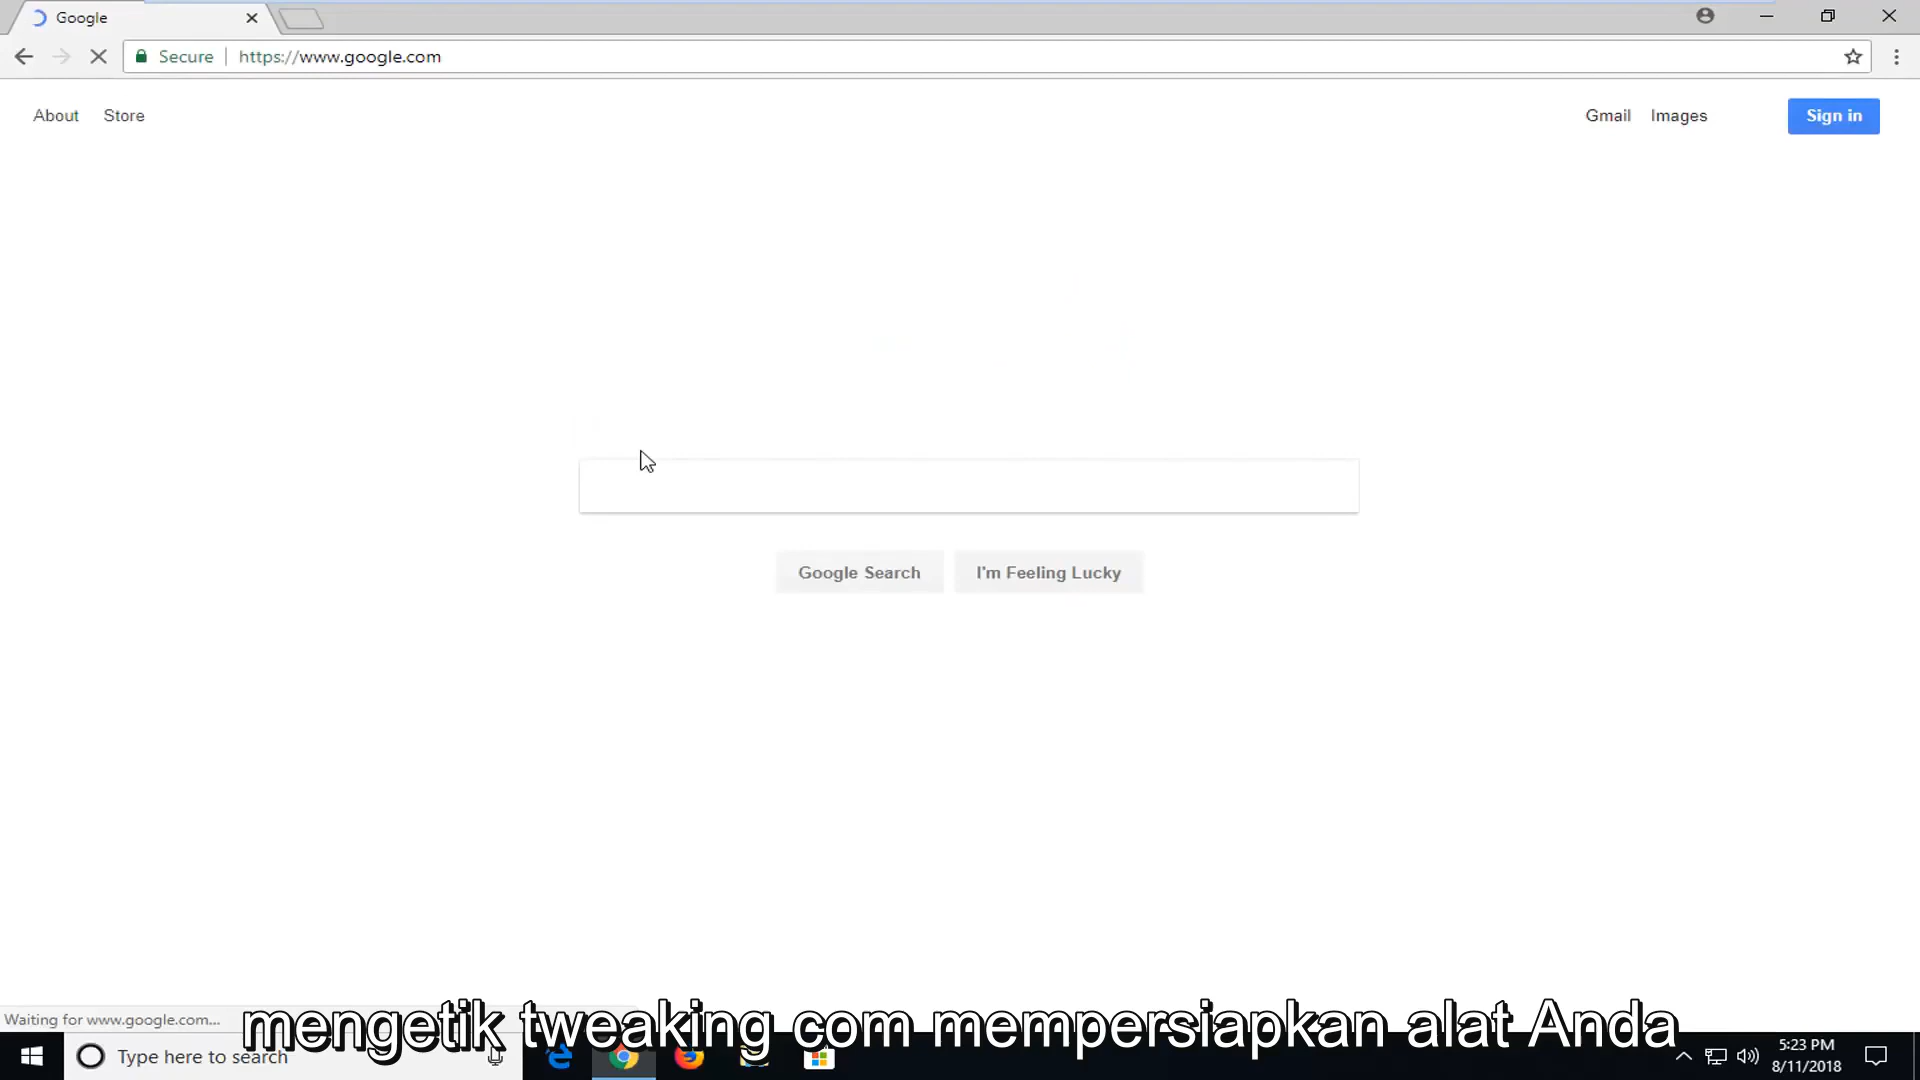 Google
Secure https://www.google.com
About Store Gmail Images Sign in
Google Search I'm Feeling Lucky
Waiting for www.google.com...
mengetik tweaking com mempersiapkan alat Anda
Type here to search
5:23 PM
8/11/2018